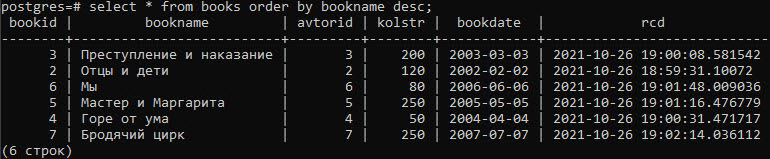 postgres=# select * from books order by bookname desc;
bookid | bookname | avtorid | kolstr | bookdate | rcd
--------+------------------------+---------+--------+------------+----------------------------
3 | Преступление и наказание | 3 | 200 | 2003-03-03 | 2021-10-26 19:00:08.581542
2 | Отцы и дети | 2 | 120 | 2002-02-02 | 2021-10-26 18:59:31.10072
6 | Мы | 6 | 80 | 2006-06-06 | 2021-10-26 19:01:48.009036
5 | Мастер и Маргарита | 5 | 250 | 2005-05-05 | 2021-10-26 19:01:16.476779
4 | Горе от ума | 4 | 50 | 2004-04-04 | 2021-10-26 19:00:31.471717
7 | Бродячий цирк | 7 | 250 | 2007-07-07 | 2021-10-26 19:02:14.036112
(6 строк)